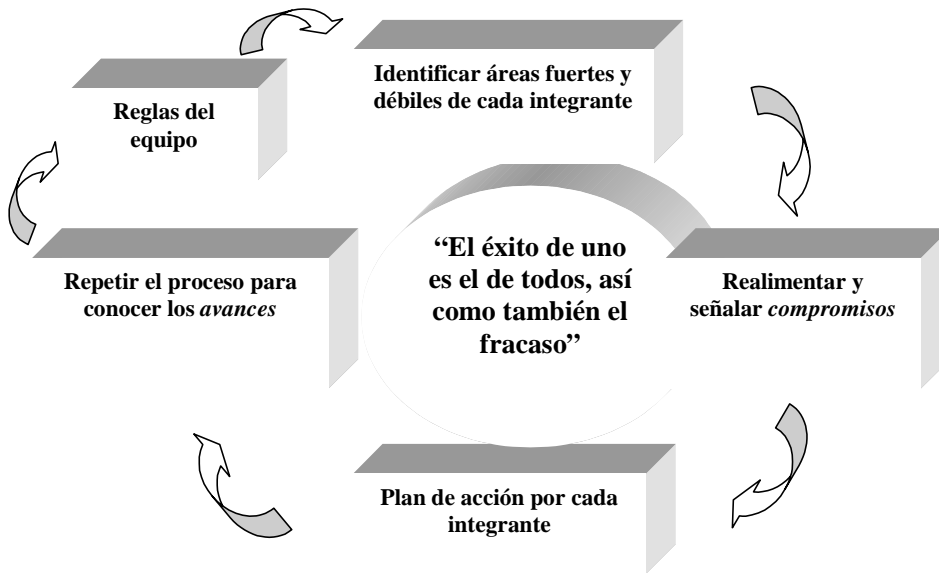 Identificar áreas fuertes y
débiles de cada integrante
Reglas del
equipo
“El éxito de uno
es el de todos, así
como también el
fracaso”
Repetir el proceso para
conocer los avances
Realimentar y
señalar compromisos
Plan de acción por cada
integrante